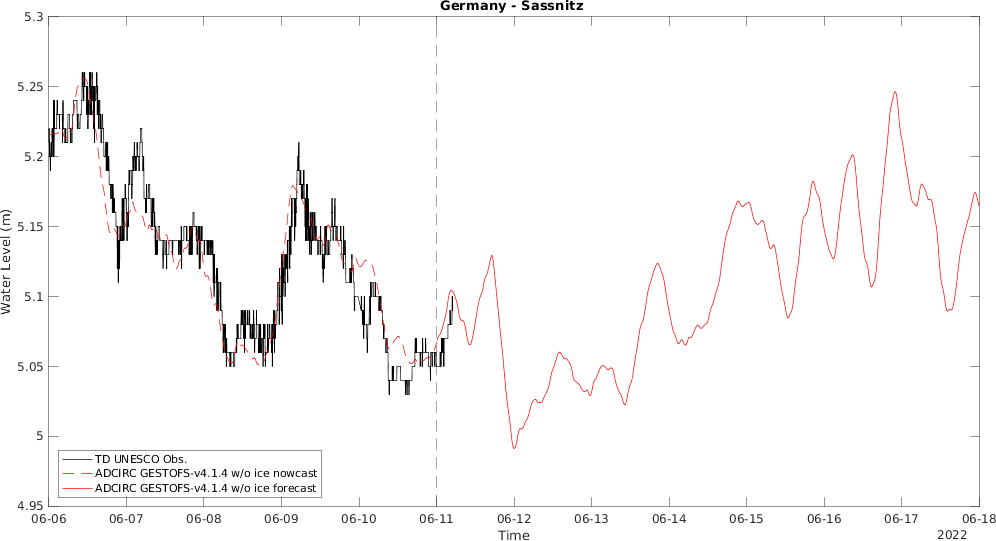 Germany - Sassnitz
5.3
5.25
5.2
5.15
5.1
5.05
5
4.95
Water Level (m)
TD UNESCO Obs.
ADCIRC GESTOFS-v4.1.4 w/o ice nowcast
ADCIRC GESTOFS-v4.1.4 w/o ice forecast
06-06 06-07 06-08 06-09 06-10 06-11 06-12 06-13 06-14 06-15 06-16 06-17 06-18
Time
2022